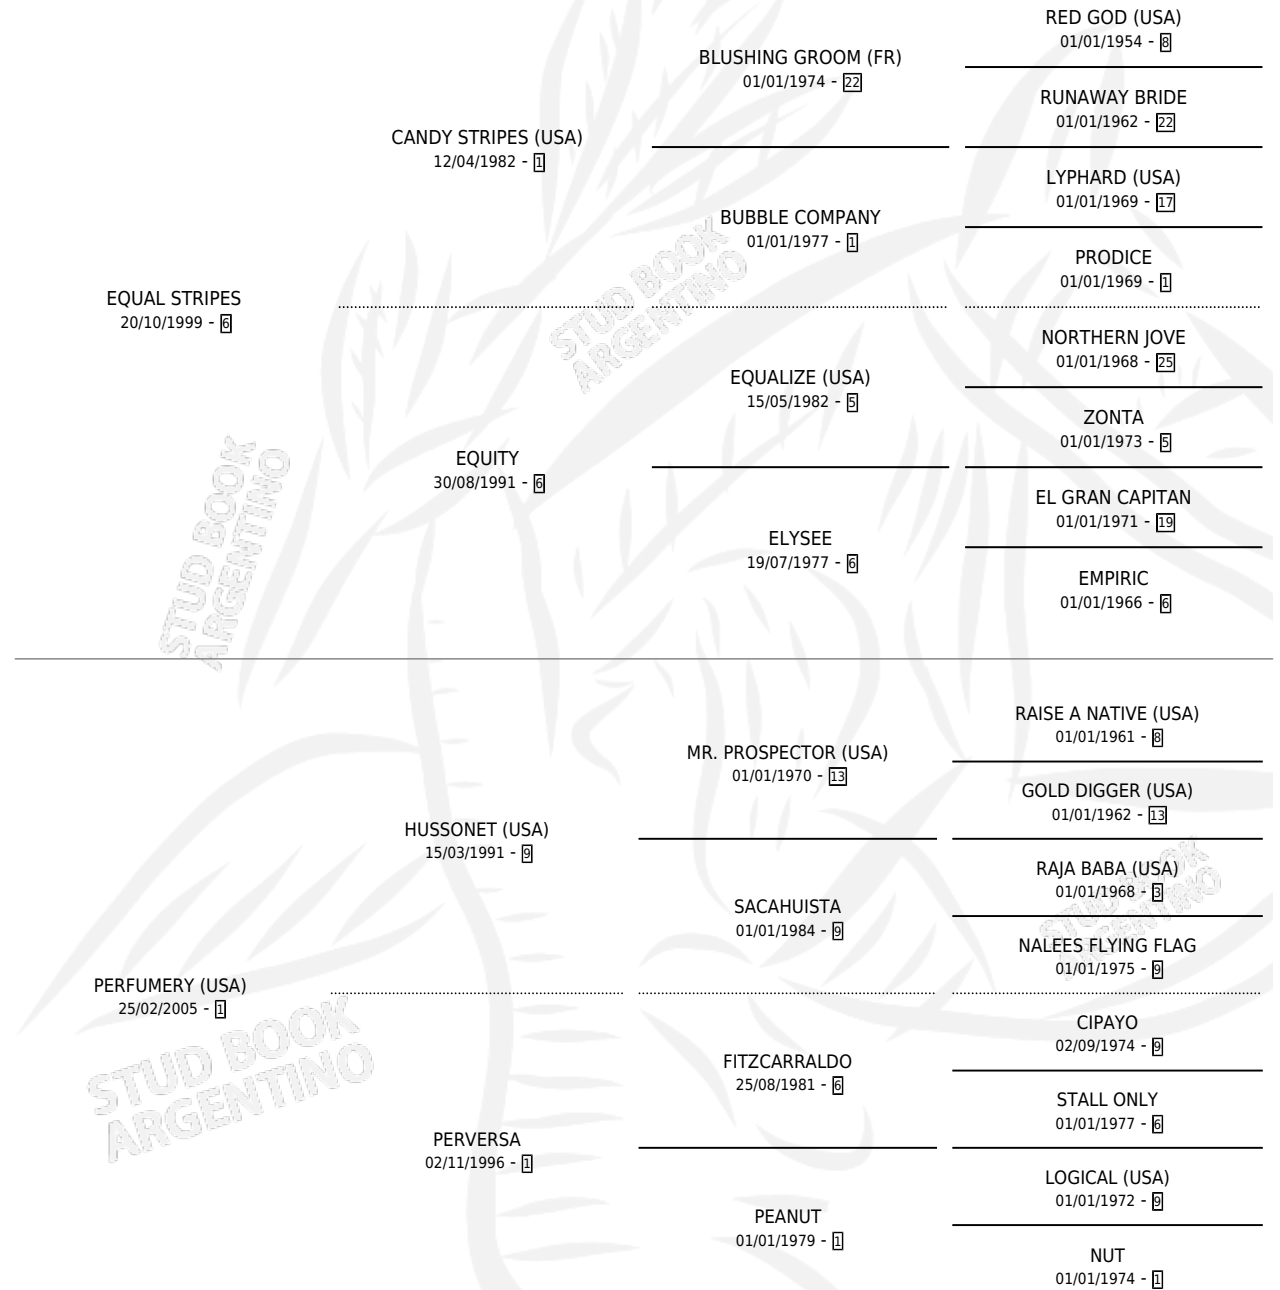 RED GOD (USA)
01/01/1954 - 8
BLUSHING GROOM (FR)
01/01/1974 - 22
RUNAWAY BRIDE
01/01/1962 - 22
CANDY STRIPES (USA)
12/04/1982 - 1
LYPHARD (USA)
01/01/1969 - 17
BUBBLE COMPANY
01/01/1977 - 1
PRODICE
01/01/1969 - 1
EQUAL STRIPES
20/10/1999 - 6
NORTHERN JOVE
01/01/1968 - 25
EQUALIZE (USA)
15/05/1982 - 5
ZONTA
01/01/1973 - 5
EQUITY
30/08/1991 - 6
EL GRAN CAPITAN
01/01/1971 - 19
ELYSEE
19/07/1977 - 6
EMPIRIC
01/01/1966 - 6
STUD BOOK
ARGENTINO
STUD BOOK
ARGENTINO
RAISE A NATIVE (USA)
01/01/1961 - 8
MR. PROSPECTOR (USA)
01/01/1970 - 13
GOLD DIGGER (USA)
01/01/1962 - 13
HUSSONET (USA)
15/03/1991 - 9
RAJA BABA (USA)
01/01/1968 - 3
SACAHUISTA
01/01/1984 - 9
NALEES FLYING FLAG
01/01/1975 - 9
PERFUMERY (USA)
25/02/2005 - 1
CIPAYO
02/09/1974 - 9
FITZCARRALDO
25/08/1981 - 6
STALL ONLY
01/01/1977 - 6
PERVERSA
02/11/1996 - 1
LOGICAL (USA)
01/01/1972 - 9
PEANUT
01/01/1979 - 1
NUT
01/01/1974 - 1
STUD BOOK
ARGENTINO
STUD BOOK
ARGENTINO